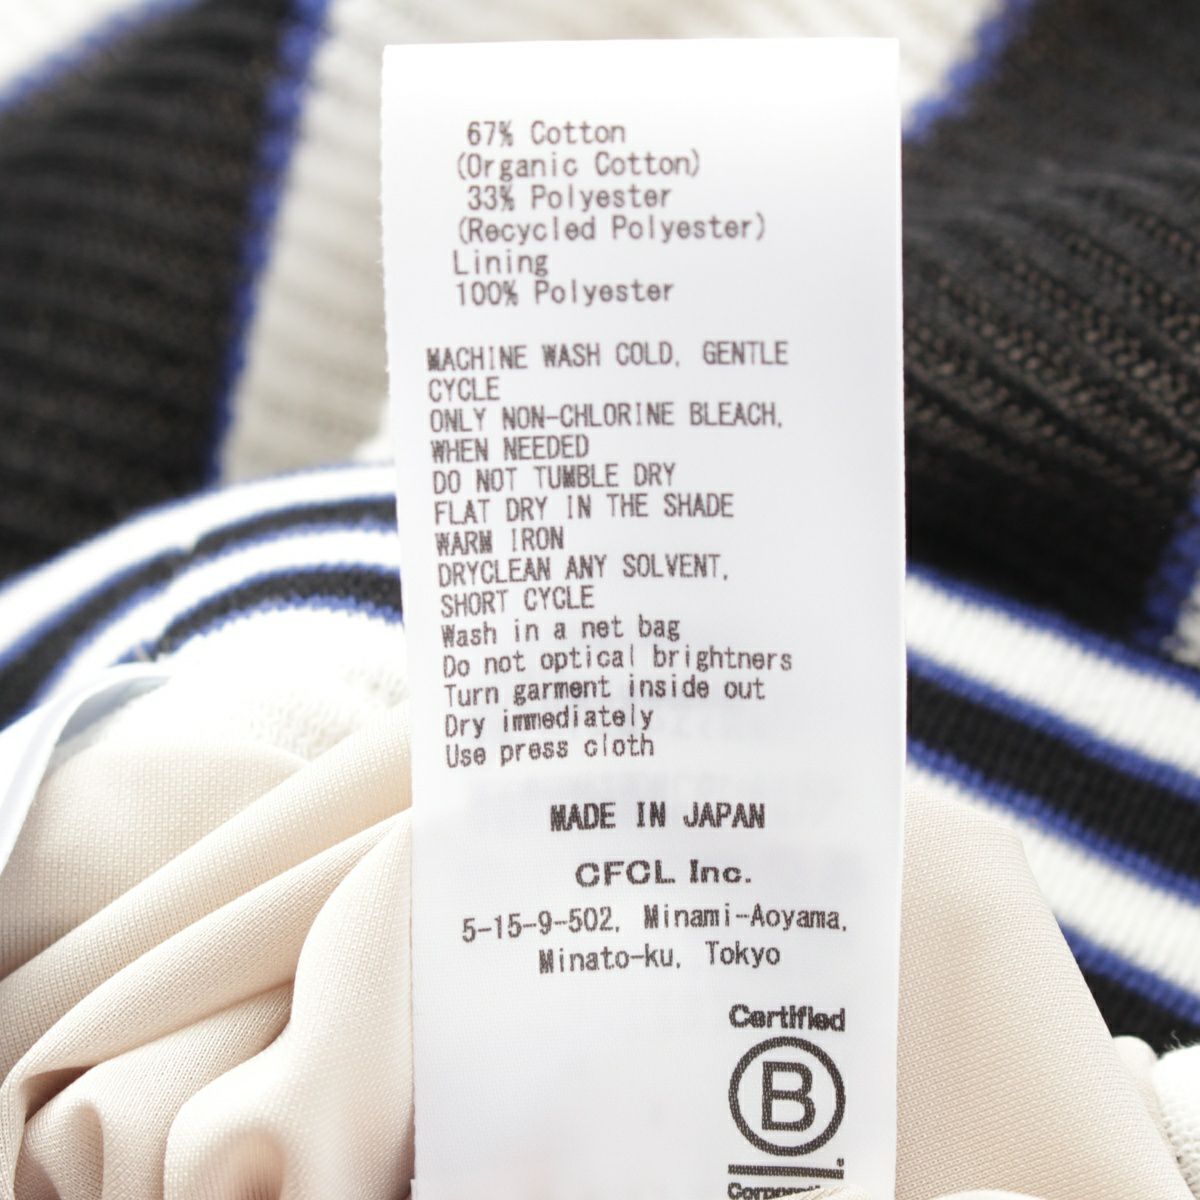 67% Cotton
(Organic Cotton)
33% Polyester
(Recycled Polyester)
Lining
100% Polyester
MACHINE WASH COLD, GENTLE
CYCLE
ONLY NON-CHLORINE BLEACH,
WHEN NEEDED
DO NOT TUMBLE DRY
FLAT DRY IN THE SHADE
WARM IRON
DRYCLEAN ANY SOLVENT,
SHORT CYCLE
Wash in a net bag
Do not optical brightners
Turn garment inside out
Dry immediately
Use press cloth
MADE IN JAPAN
CFCL Inc.
5-15-9-502, Minami-Aoyama,
Minato-ku, Tokyo
Certified
B